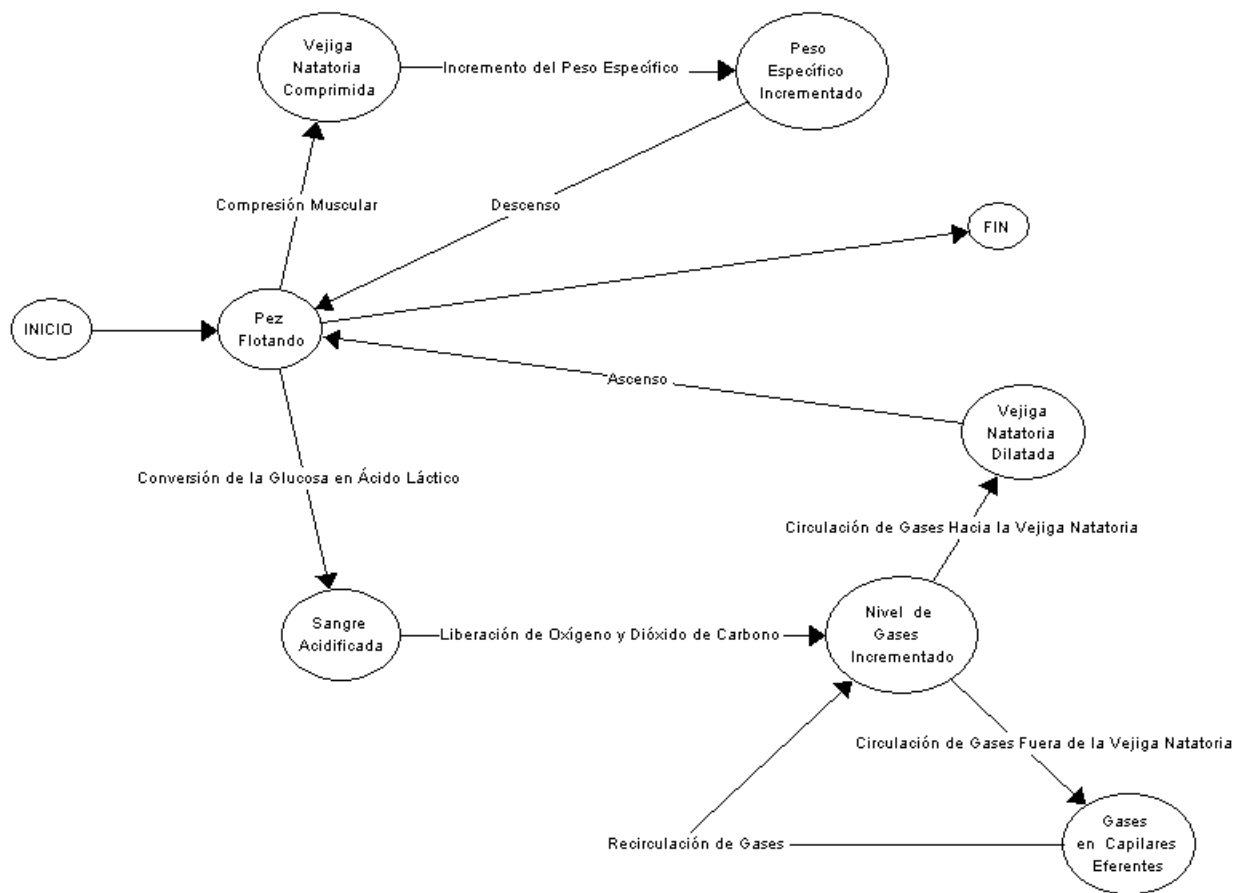 Vejiga
Natatoria
Comprimida
Incremento del Peso Específico
Peso
Específico
Incrementado
Compresión Muscular
Descenso
FIN
INICIO
Pez
Flotando
Ascenso
Vejiga
Natatoria
Dilatada
Conversión de la Glucosa en Ácido Láctico
Circulación de Gases Hacia la Vejiga Natatoria
Sangre
Acidificada
Liberación de Oxígeno y Dióxido de Carbono
Nivel de
Gases
Incrementado
Circulación de Gases Fuera de la Vejiga Natatoria
Recirculación de Gases
Gases
en Capilares
Eferentes